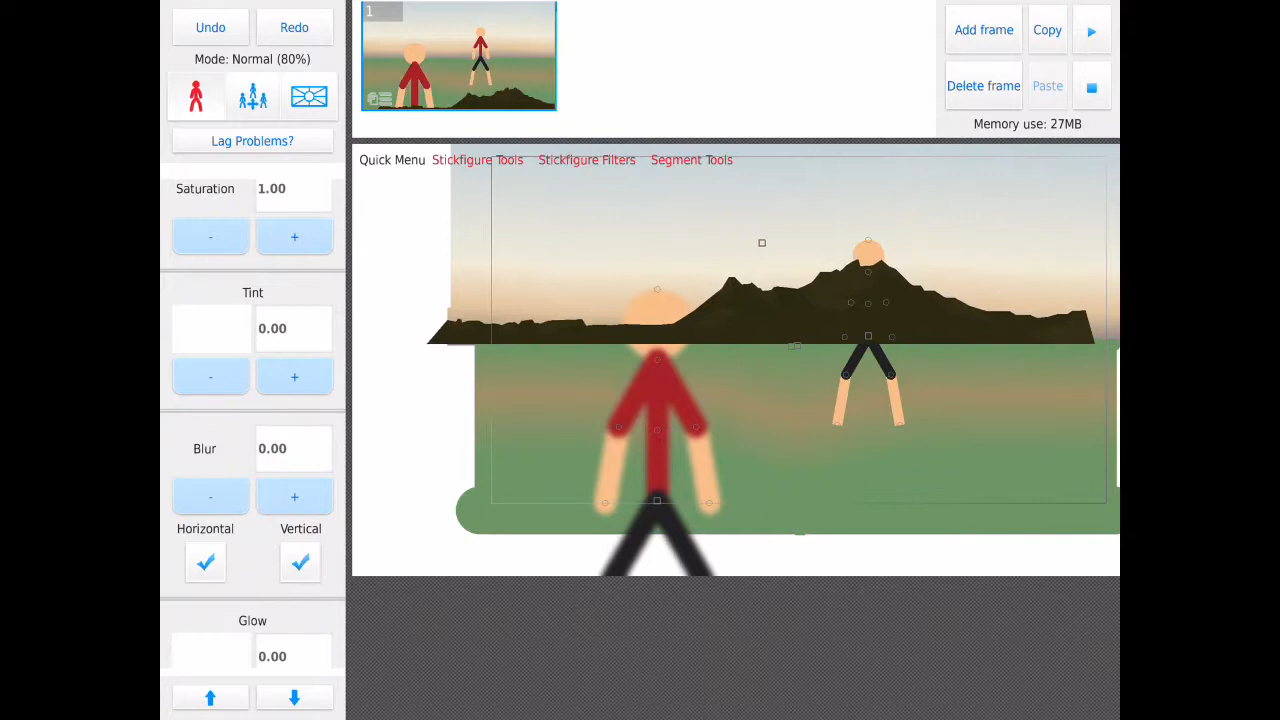 Undo Redo
Mode: Normal (80%)
Lag Problems?
Saturation 1.00
- +
Tint
0.00
- +
Blur 0.00
- +
Horizontal Vertical
Glow
0.00
1
Add frame Copy
Delete frame Paste
Memory use: 27MB
Quick Menu Stickfigure Tools Stickfigure Filters Segment Tools